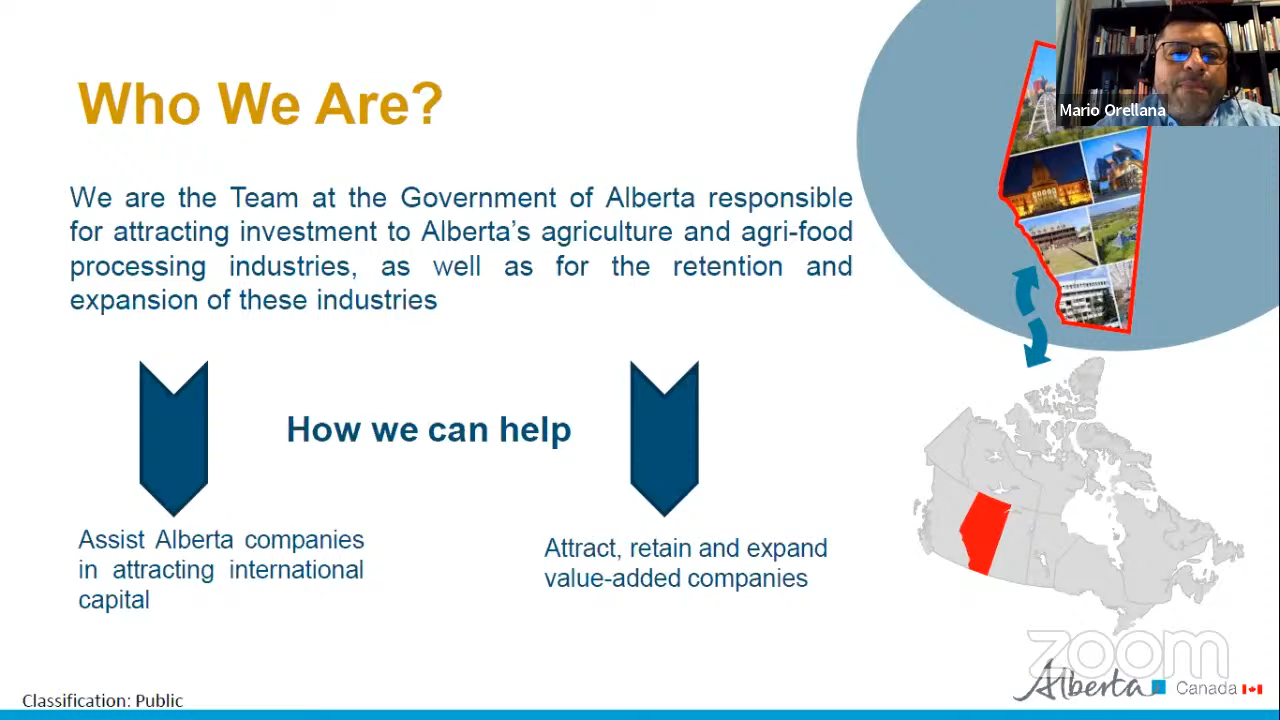 Who We Are?
Mario Orellana
We are the Team at the Government of Alberta responsible
for attracting investment to Alberta's agriculture and agri-food
processing industries, as well as for the retention and
expansion of these industries
How we can help
Assist Alberta companies
in attracting international
capital
Attract, retain and expand
value-added companies
zoom
Alberta Canada
Classification: Public